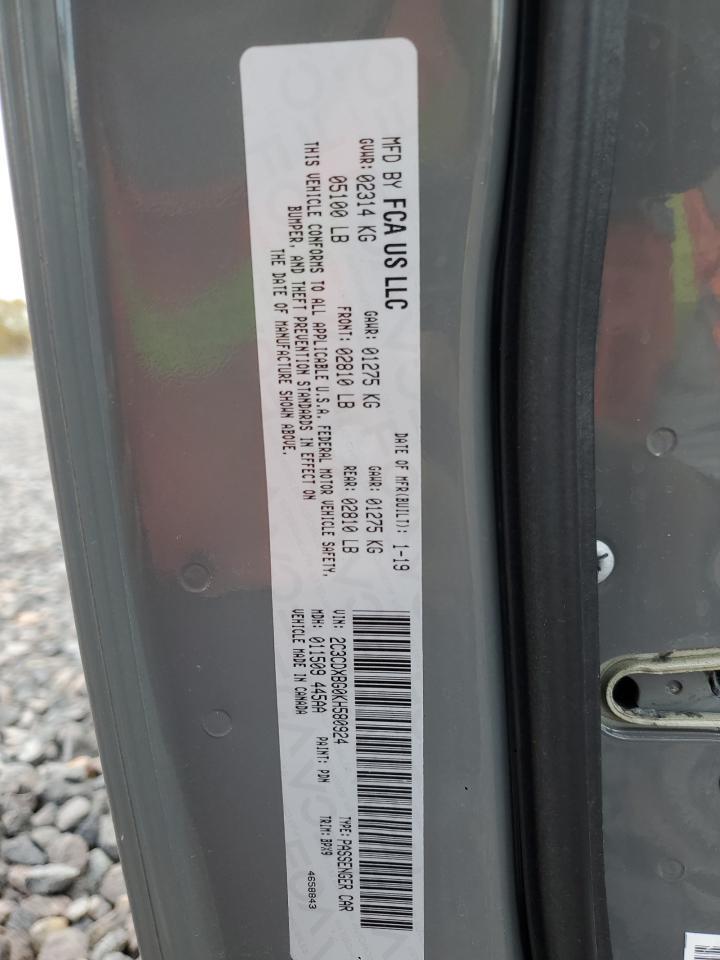 MFD BY FCA US LLC
DATE OF MFR(BUILT): 1-19
GVWR: 02314 KG
GAWR: 01275 KG
GAWR: 01275 KG
05100 LB
FRONT: 02810 LB
REAR: 02810 LB
THIS VEHICLE CONFORMS TO ALL APPLICABLE U.S.A. FEDERAL MOTOR VEHICLE SAFETY,
BUMPER, AND THEFT PREVENTION STANDARDS IN EFFECT ON
THE DATE OF MANUFACTURE SHOWN ABOVE.
VIN: 2C3CDXBG0KH580924
TYPE: PASSENGER CAR
MDH: 011509 445AA
PAINT: PDN
TRIM: BPX9
VEHICLE MADE IN CANADA
4658843